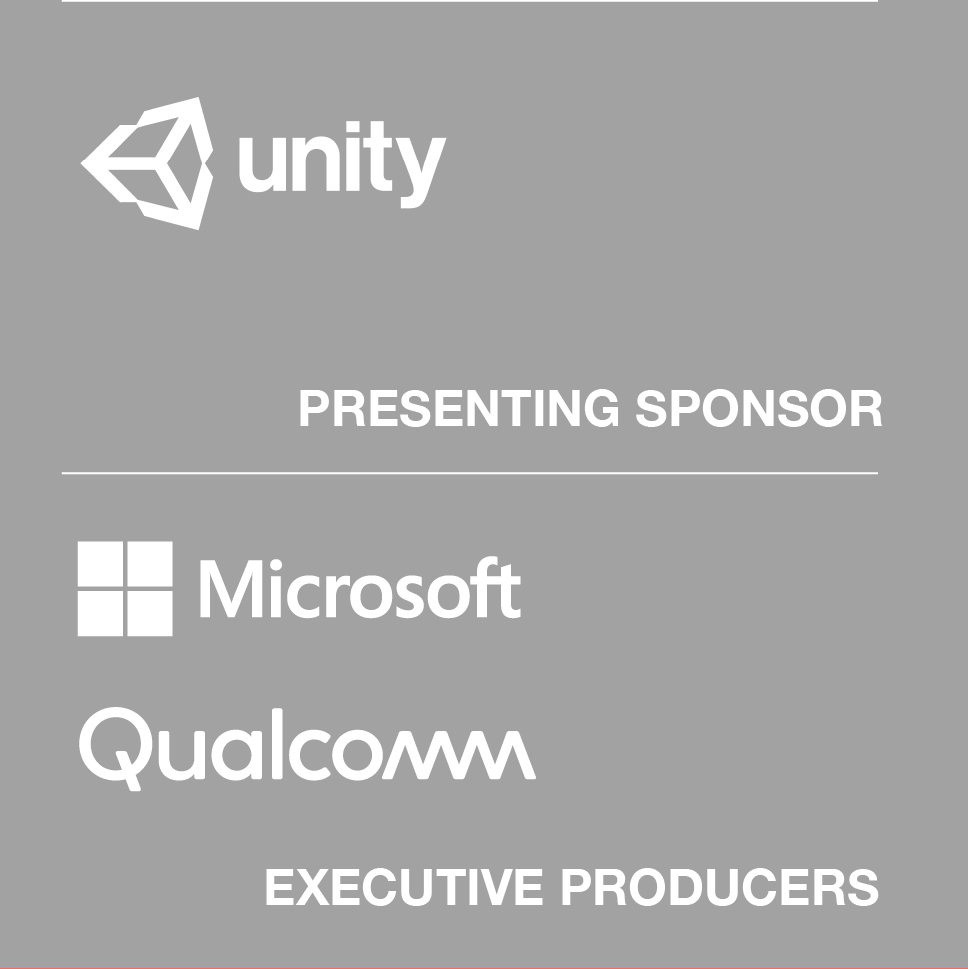 unity
PRESENTING SPONSOR
Microsoft
Qualcomm
EXECUTIVE PRODUCERS